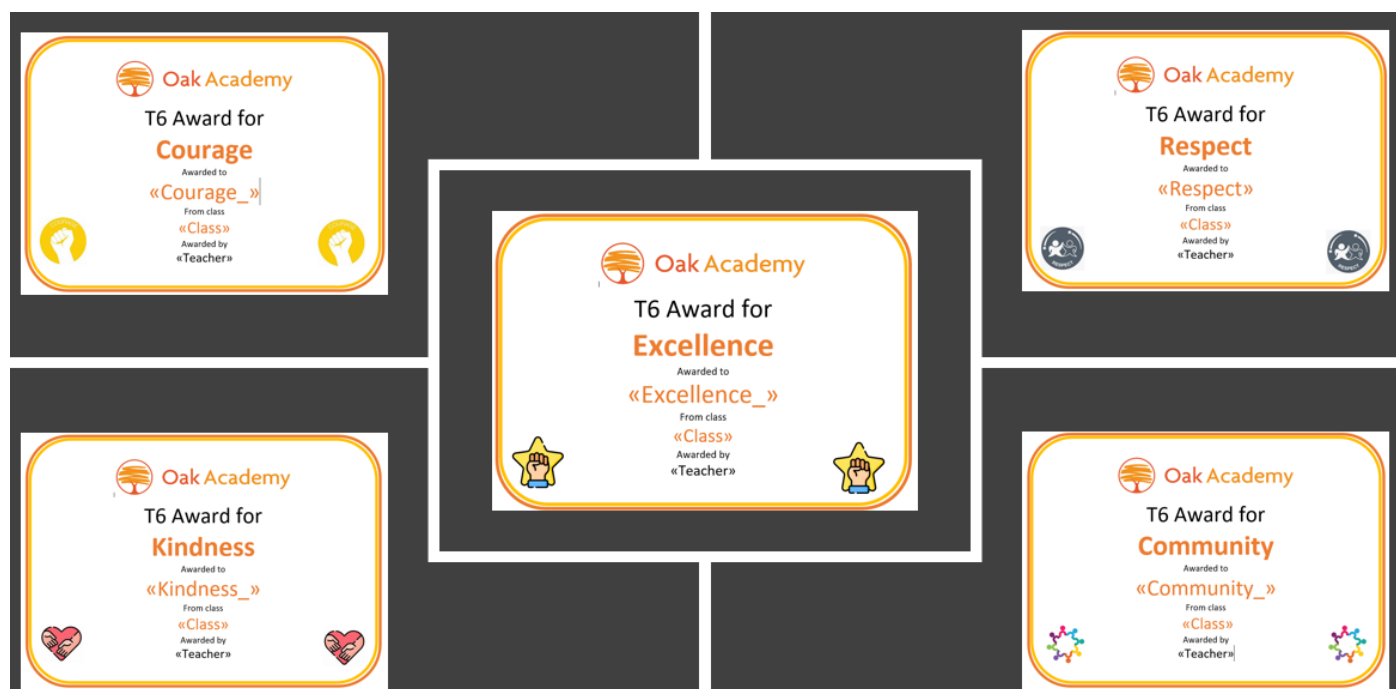 Oak Academy
T6 Award for
Courage
Awarded to
«Courage_»
From class
«Class»
Awarded by
«Teacher»
Oak Academy
T6 Award for
Respect
Awarded to
«Respect»
From class
«Class»
Awarded by
«Teacher»
RESPECT
RESPECT
Oak Academy
T6 Award for
Excellence
Awarded to
«Excellence_»
From class
«Class»
Awarded by
«Teacher»
Oak Academy
T6 Award for
Kindness
Awarded to
«Kindness_»
From class
«Class»
Awarded by
«Teacher»
Oak Academy
T6 Award for
Community
Awarded to
«Community_»
From class
«Class»
Awarded by
«Teacher»